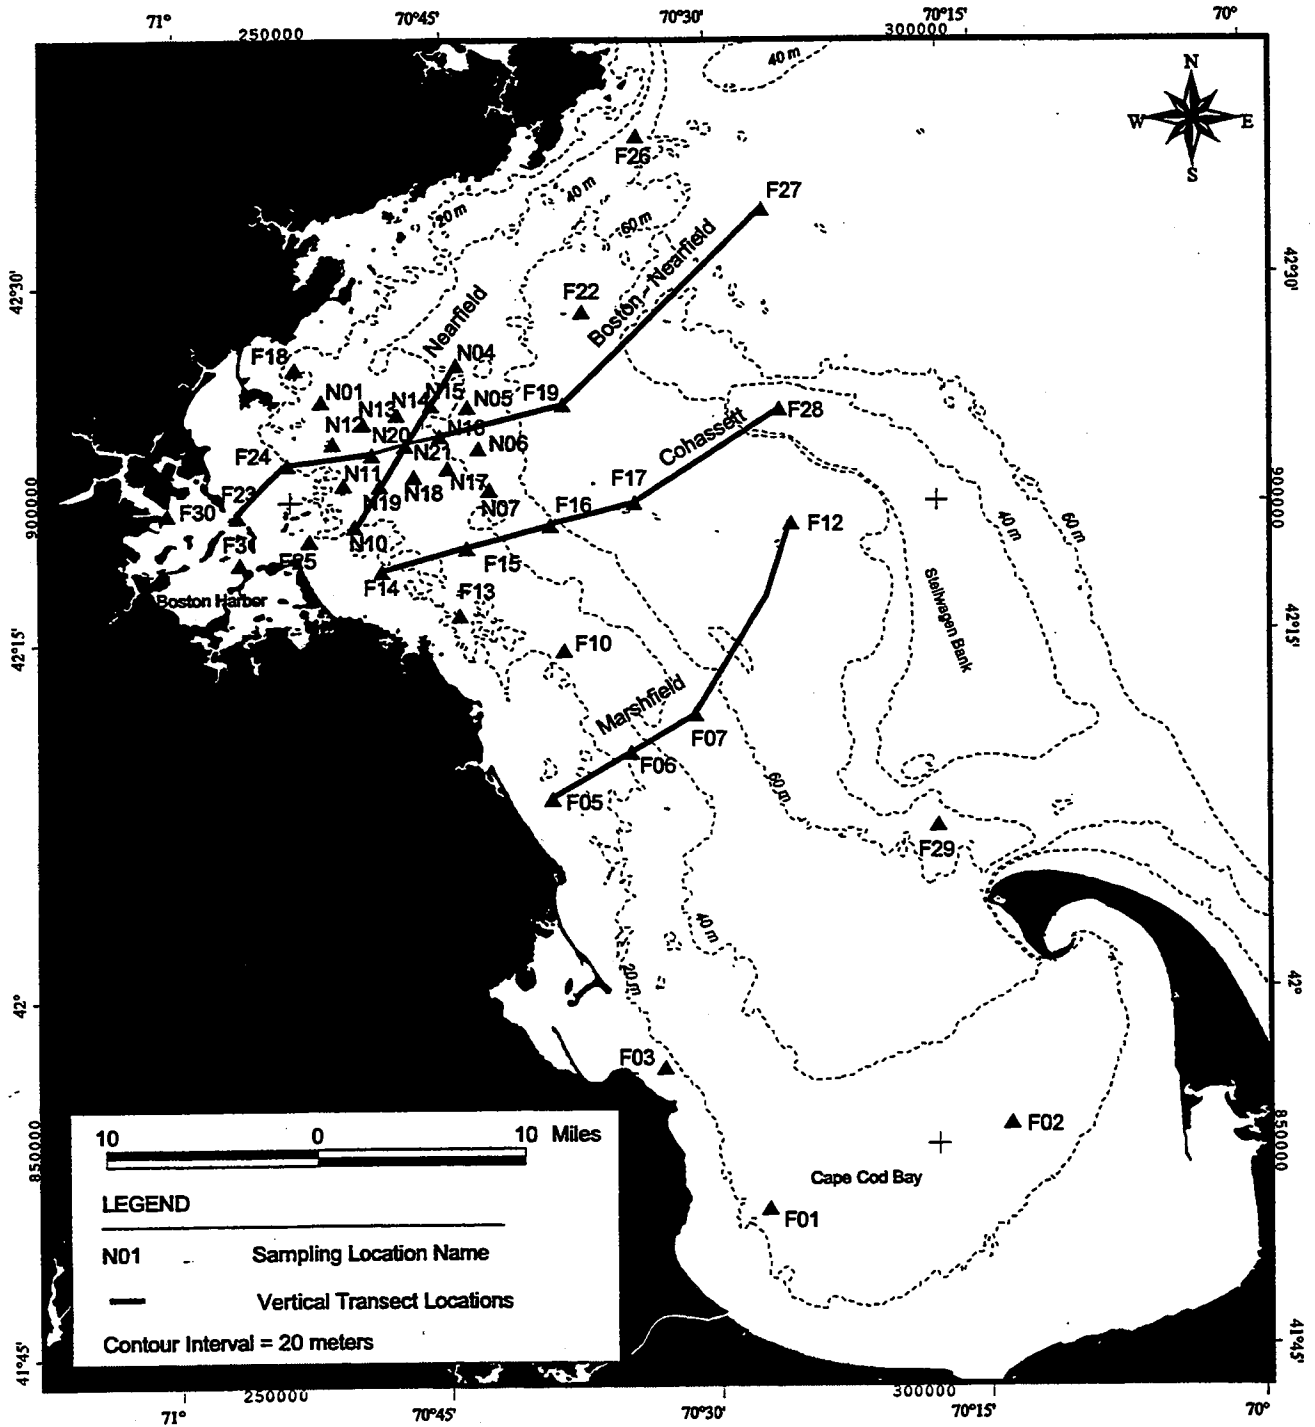 71°
70°45'
70°30'
70°15'
70°
250000
300000
N
W E
S
40 m
F26
40 m
20 m
60 m
F27
42°30'
42°30'
F22
Boston - Nearfield
Nearfield
F18
N04
N01
N13
N14
N15
N05
F19
N12
N20
N16
F28
Cohassett
F24
N21
N06
N11
N18
N17
F17
F23
N19
N07
F16
900000
900000
F30
F12
40 m
60 m
N10
F31
F25
F14
F15
Boston Harbor
F13
Stellwagen Bank
42°15'
42°15'
F10
Marshfield
F07
F06
F05
60 m
F29
40 m
20 m
42°
42°
F03
F02
10 0 10 Miles
850000
850000
LEGEND
Cape Cod Bay
F01
N01 Sampling Location Name
Vertical Transect Locations
Contour Interval = 20 meters
41°45'
41°45'
2500000
300000
71°
70°45'
70°30'
70°15'
70°